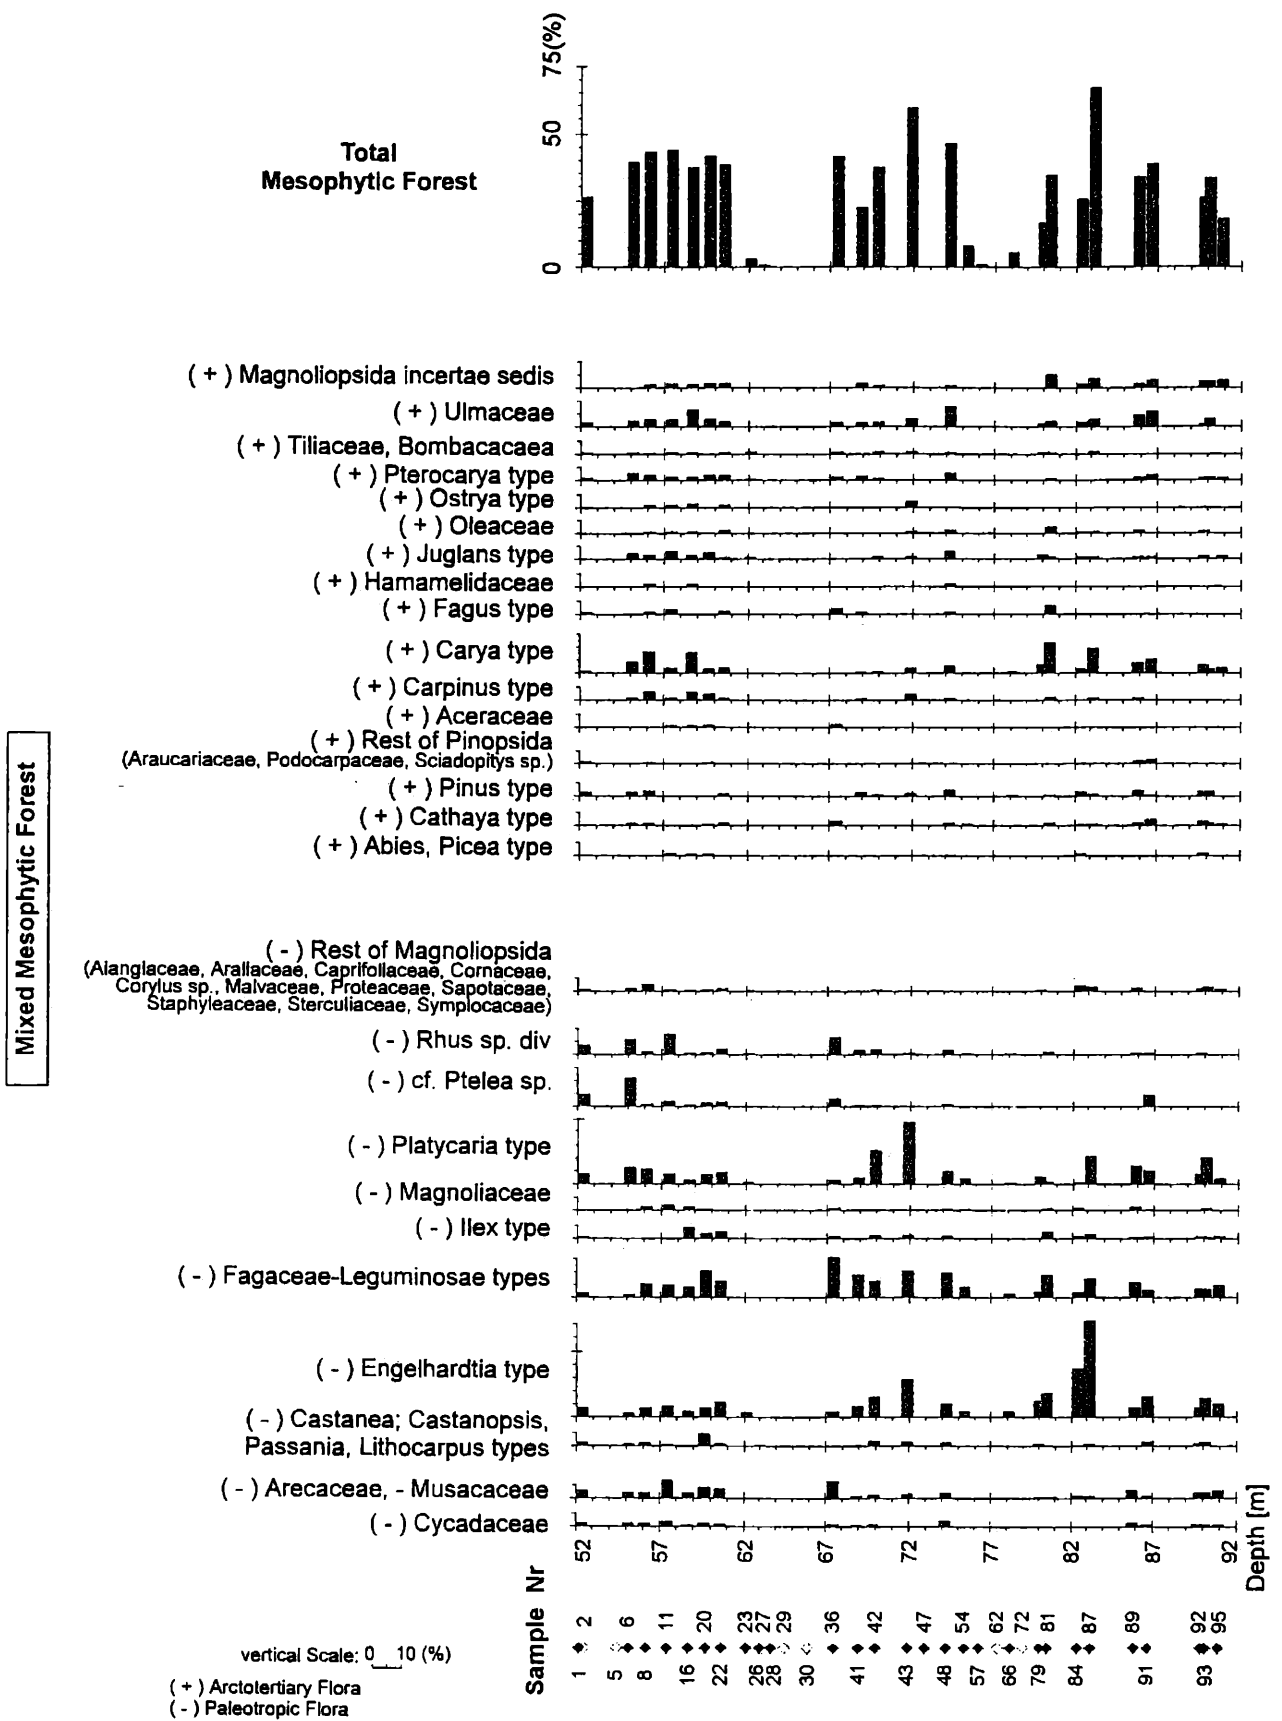 75(%)
50
0
Total
Mesophytic Forest
Mixed Mesophytic Forest
( + ) Magnoliopsida incertae sedis
( + ) Ulmaceae
( + ) Tiliaceae, Bombacacaea
( + ) Pterocarya type
( + ) Ostrya type
( + ) Oleaceae
( + ) Juglans type
( + ) Hamamelidaceae
( + ) Fagus type
( + ) Carya type
( + ) Carpinus type
( + ) Aceraceae
( + ) Rest of Pinopsida
(Araucariaceae, Podocarpaceae, Sciadopitys sp.)
( + ) Pinus type
( + ) Cathaya type
( + ) Abies, Picea type
( - ) Rest of Magnoliopsida
(Alangiaceae, Araliaceae, Caprifoliaceae, Cornaceae,
Corylus sp., Malvaceae, Proteaceae, Sapotaceae,
Staphyleaceae, Sterculiaceae, Symplocaceae)
( - ) Rhus sp. div
( - ) cf. Ptelea sp.
( - ) Platycaria type
( - ) Magnoliaceae
( - ) Ilex type
( - ) Fagaceae-Leguminosae types
( - ) Engelhardtia type
( - ) Castanea; Castanopsis,
Passania, Lithocarpus types
( - ) Arecaceae, - Musacaceae
( - ) Cycadaceae
52 57 62 67 72 77 82 87 92
Depth [m]
Sample Nr
2 6 11 20 23 27 29 36 42 47 54 62 72 81 87 89 92 95
1 5 8 16 22 26 28 30 41 43 48 57 66 79 84 91 93
vertical Scale: 0 10 (%)
( + ) Arctotertiary Flora
( - ) Paleotropic Flora